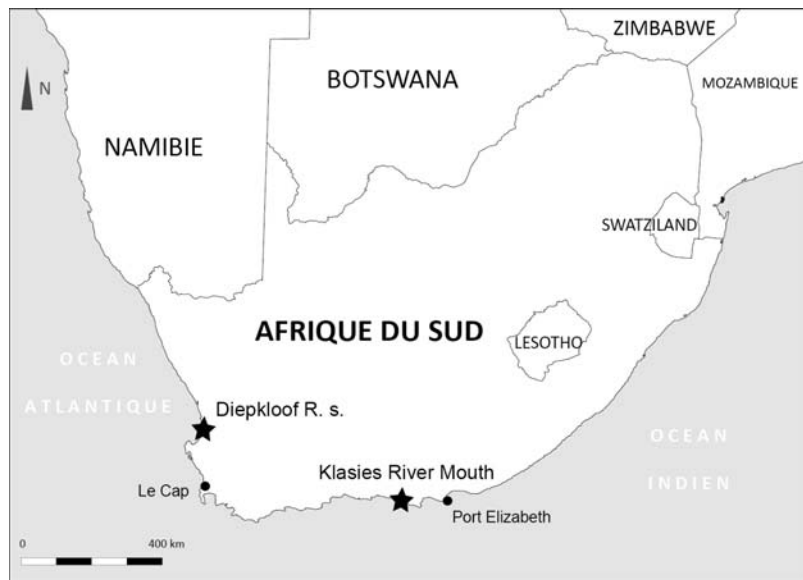 ZIMBABWE
BOTSWANA
MOZAMBIQUE
N
NAMIBIE
SWATZILAND
AFRIQUE DU SUD
LESOTHO
OCEAN
ATLANTIQUE
Diepkloof R. s.
OCEAN
INDIEN
Klasies River Mouth
Le Cap
Port Elizabeth
0
400 km